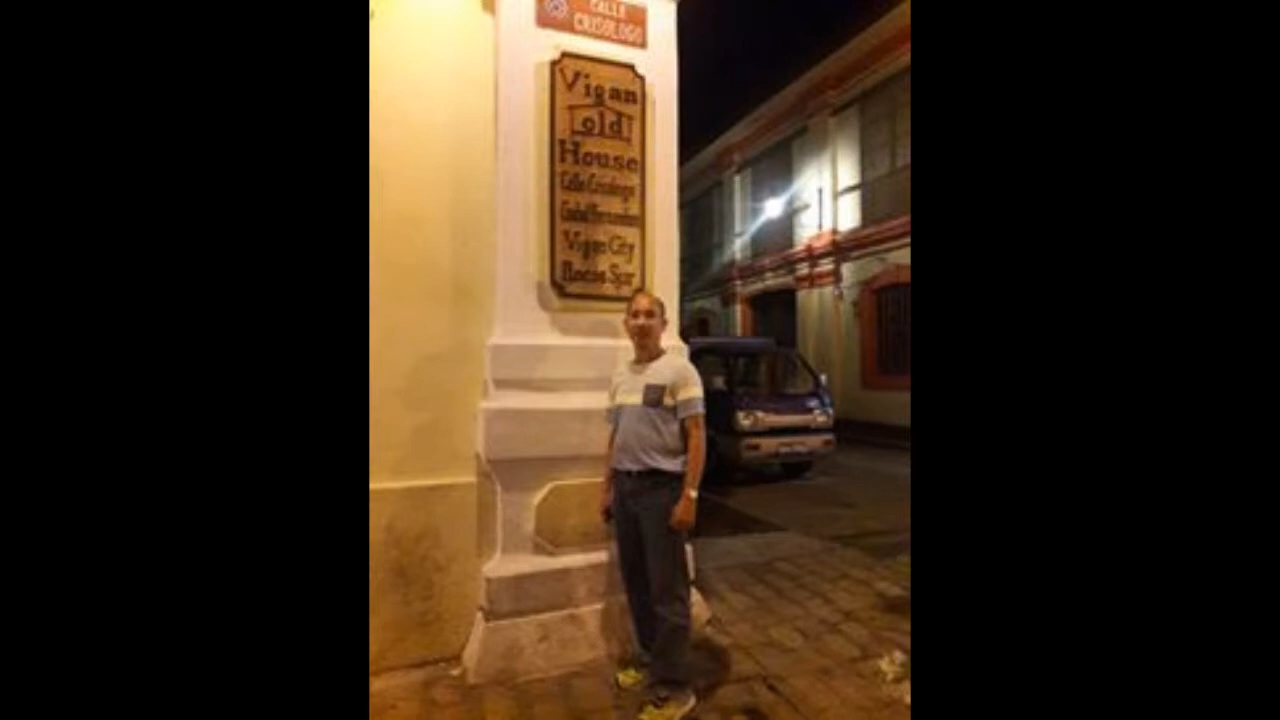 CALLE
CRISOLOGO
Vigan
old
House
Calle Crisologo
Vigan City
Ilocos Sur